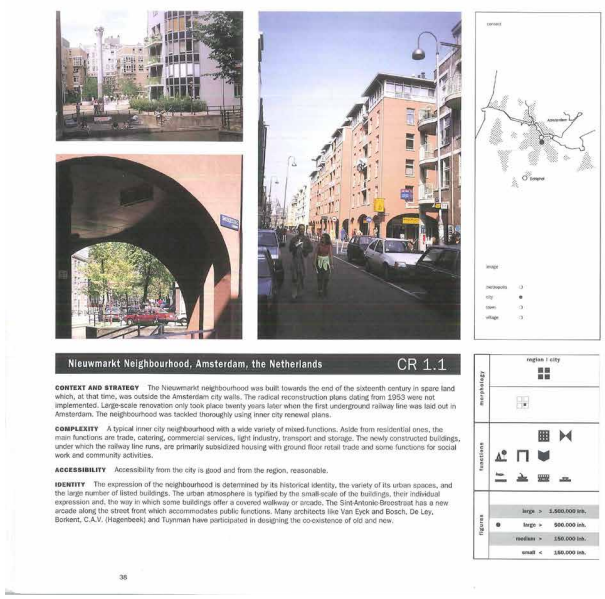 context
Amsterdam
image
metropolis
city
town
village
Nieuwmarkt Neighbourhood, Amsterdam, the Netherlands CR 1.1
CONTEXT AND STRATEGY The Nieuwmarkt neighbourhood was built towards the end of the sixteenth century in spare land
which, at that time, was outside the Amsterdam city walls. The radical reconstruction plans dating from 1953 were not
implemented. Large-scale renovation only took place twenty years later when the first underground railway line was laid out in
Amsterdam. The neighbourhood was tackled thoroughly using inner city renewal plans.
COMPLEXITY A typical inner city neighbourhood with a wide variety of mixed-functions. Aside from residential ones, the
main functions are trade, catering, commercial services, light industry, transport and storage. The newly constructed buildings,
under which the railway line runs, are primarily subsidized housing with ground floor retail trade and some functions for social
work and community activities.
ACCESSIBILITY Accessibility from the city is good and from the region, reasonable.
IDENTITY The expression of the neighbourhood is determined by its historical identity, the variety of its urban spaces, and
the large number of listed buildings. The urban atmosphere is typified by the small-scale of the buildings, their individual
expression and, the way in which some buildings offer a covered walkway or arcade. The Sint-Antonie-Breestraat has a new
arcade along the street front which accommodates public functions. Many architects like Van Eyck and Bosch, De Ley,
Borkent, C.A.V. (Hagenbeek) and Tuynman have participated in designing the co-existence of old and new.
region / city
morphology
functions
figures
large > 1.500.000 inh.
large > 500.000 inh.
medium > 150.000 inh.
small < 150.000 inh.
38